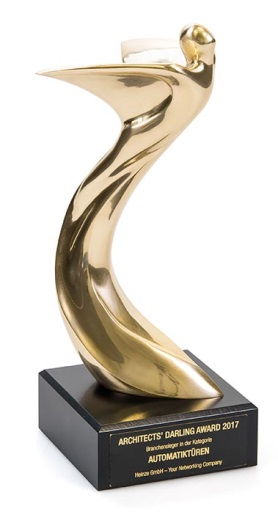 ARCHITECTS' DARLING AWARD 2017
Branchensieger in der Kategorie
AUTOMATIKTÜREN
Heinze GmbH – Your Networking Company